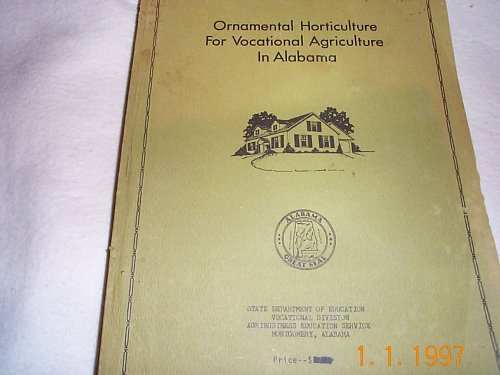 Ornamental Horticulture
For Vocational Agriculture
In Alabama
ALABAMA
GREAT SEAL
STATE DEPARTMENT OF EDUCATION
VOCATIONAL DIVISION
AGRIBUSINESS EDUCATION SERVICE
MONTGOMERY, ALABAMA
Price--$
1. 1. 1997